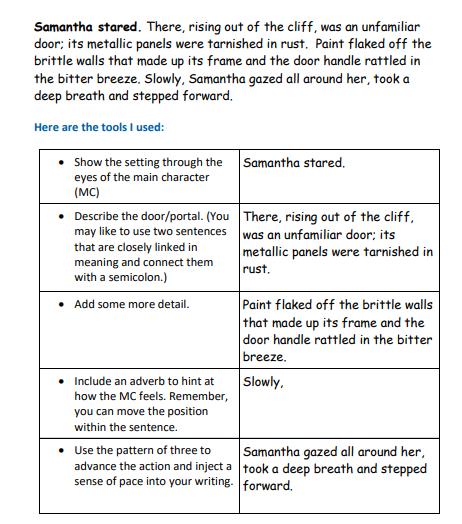 Samantha stared. There, rising out of the cliff, was an unfamiliar
door; its metallic panels were tarnished in rust.  Paint flaked off the
brittle walls that made up its frame and the door handle rattled in
the bitter breeze. Slowly, Samantha gazed all around her, took a
deep breath and stepped forward.
Here are the tools I used:
• Show the setting through the
eyes of the main character
(MC)
Samantha stared.
• Describe the door/portal. (You
may like to use two sentences
that are closely linked in
meaning and connect them
with a semicolon.)
There, rising out of the cliff,
was an unfamiliar door; its
metallic panels were tarnished in
rust.
• Add some more detail.
Paint flaked off the brittle walls
that made up its frame and the
door handle rattled in the bitter
breeze.
• Include an adverb to hint at
how the MC feels. Remember,
you can move the position
within the sentence.
Slowly,
• Use the pattern of three to
advance the action and inject a
sense of pace into your writing.
Samantha gazed all around her,
took a deep breath and stepped
forward.